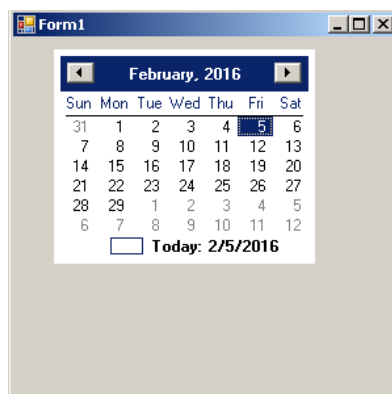 Form1
February, 2016
Sun Mon Tue Wed Thu Fri Sat
31 1 2 3 4 5 6
7 8 9 10 11 12 13
14 15 16 17 18 19 20
21 22 23 24 25 26 27
28 29 1 2 3 4 5
6 7 8 9 10 11 12
Today: 2/5/2016